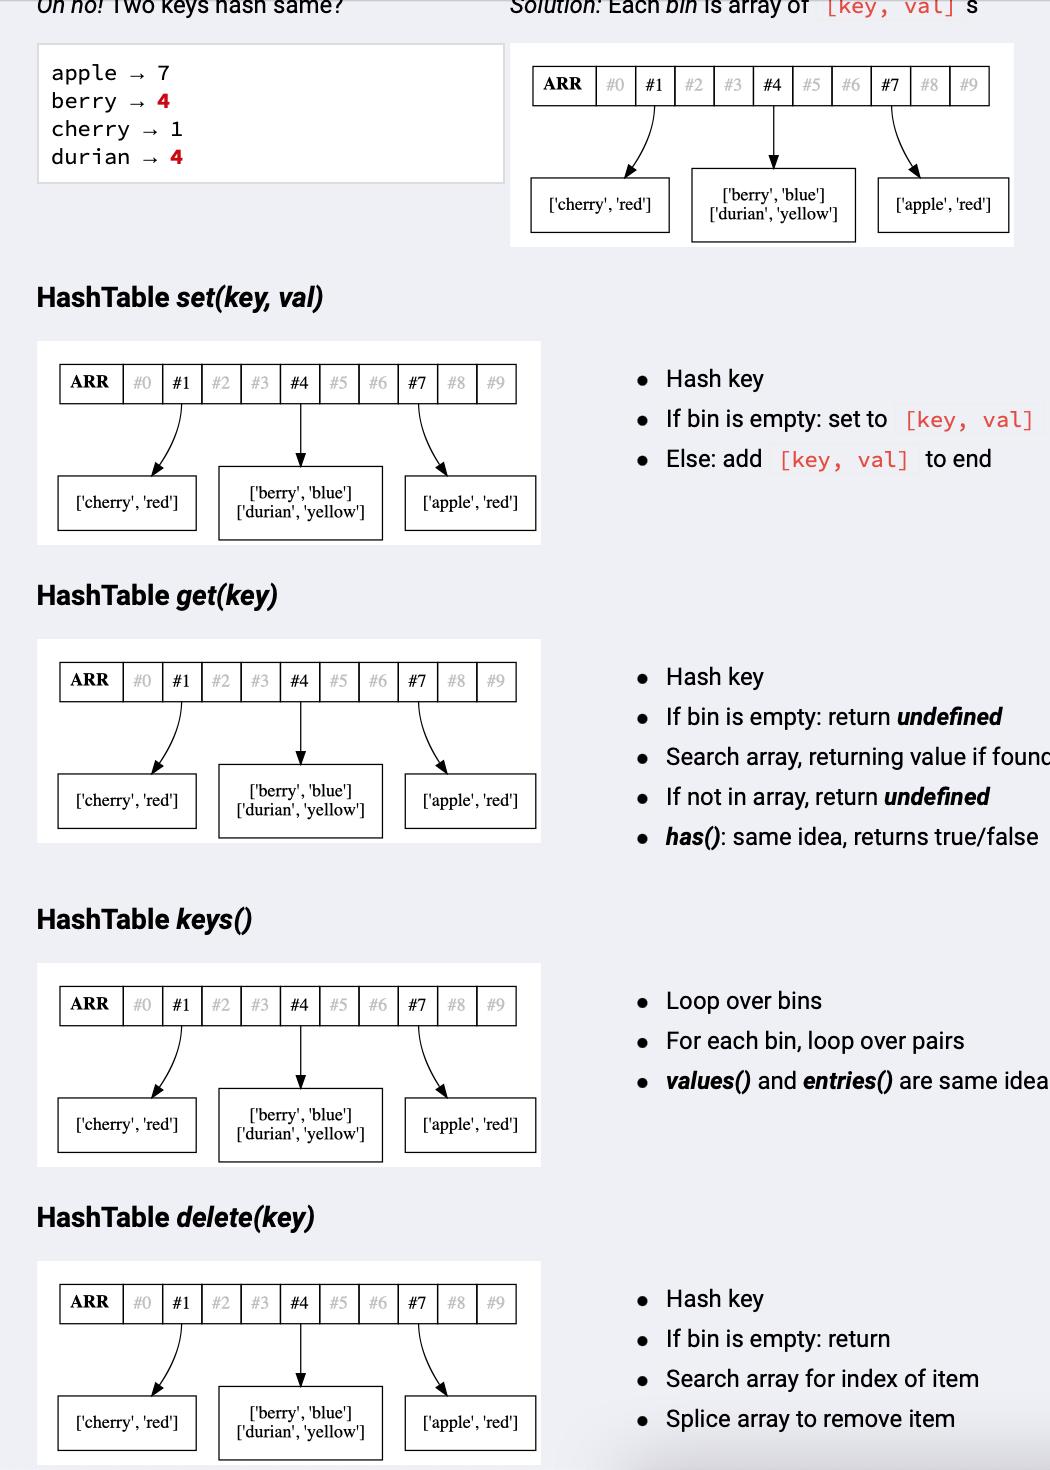 Oh no! Two keys hash same?
Solution: Each bin is array of [key, val] s
apple → 7
berry → 4
cherry → 1
durian → 4
ARR #0 #1 #2 #3 #4 #5 #6 #7 #8 #9
['cherry', 'red']
['berry', 'blue']
['durian', 'yellow']
['apple', 'red']
HashTable set(key, val)
ARR #0 #1 #2 #3 #4 #5 #6 #7 #8 #9
['cherry', 'red']
['berry', 'blue']
['durian', 'yellow']
['apple', 'red']
● Hash key
● If bin is empty: set to [key, val]
● Else: add [key, val] to end
HashTable get(key)
ARR #0 #1 #2 #3 #4 #5 #6 #7 #8 #9
['cherry', 'red']
['berry', 'blue']
['durian', 'yellow']
['apple', 'red']
● Hash key
● If bin is empty: return undefined
● Search array, returning value if found
● If not in array, return undefined
● has(): same idea, returns true/false
HashTable keys()
ARR #0 #1 #2 #3 #4 #5 #6 #7 #8 #9
['cherry', 'red']
['berry', 'blue']
['durian', 'yellow']
['apple', 'red']
● Loop over bins
● For each bin, loop over pairs
● values() and entries() are same idea
HashTable delete(key)
ARR #0 #1 #2 #3 #4 #5 #6 #7 #8 #9
['cherry', 'red']
['berry', 'blue']
['durian', 'yellow']
['apple', 'red']
● Hash key
● If bin is empty: return
● Search array for index of item
● Splice array to remove item